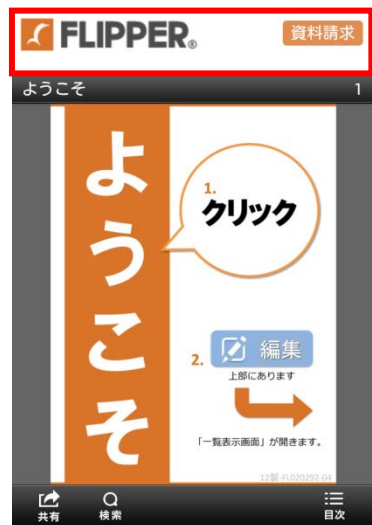 FLIPPER®
資料請求
ようこそ 1
ようこそ
1.
クリック
2. 編集
上部にあります
「一覧表示画面」が開きます。
12製-FL020292-04
共有 検索 目次